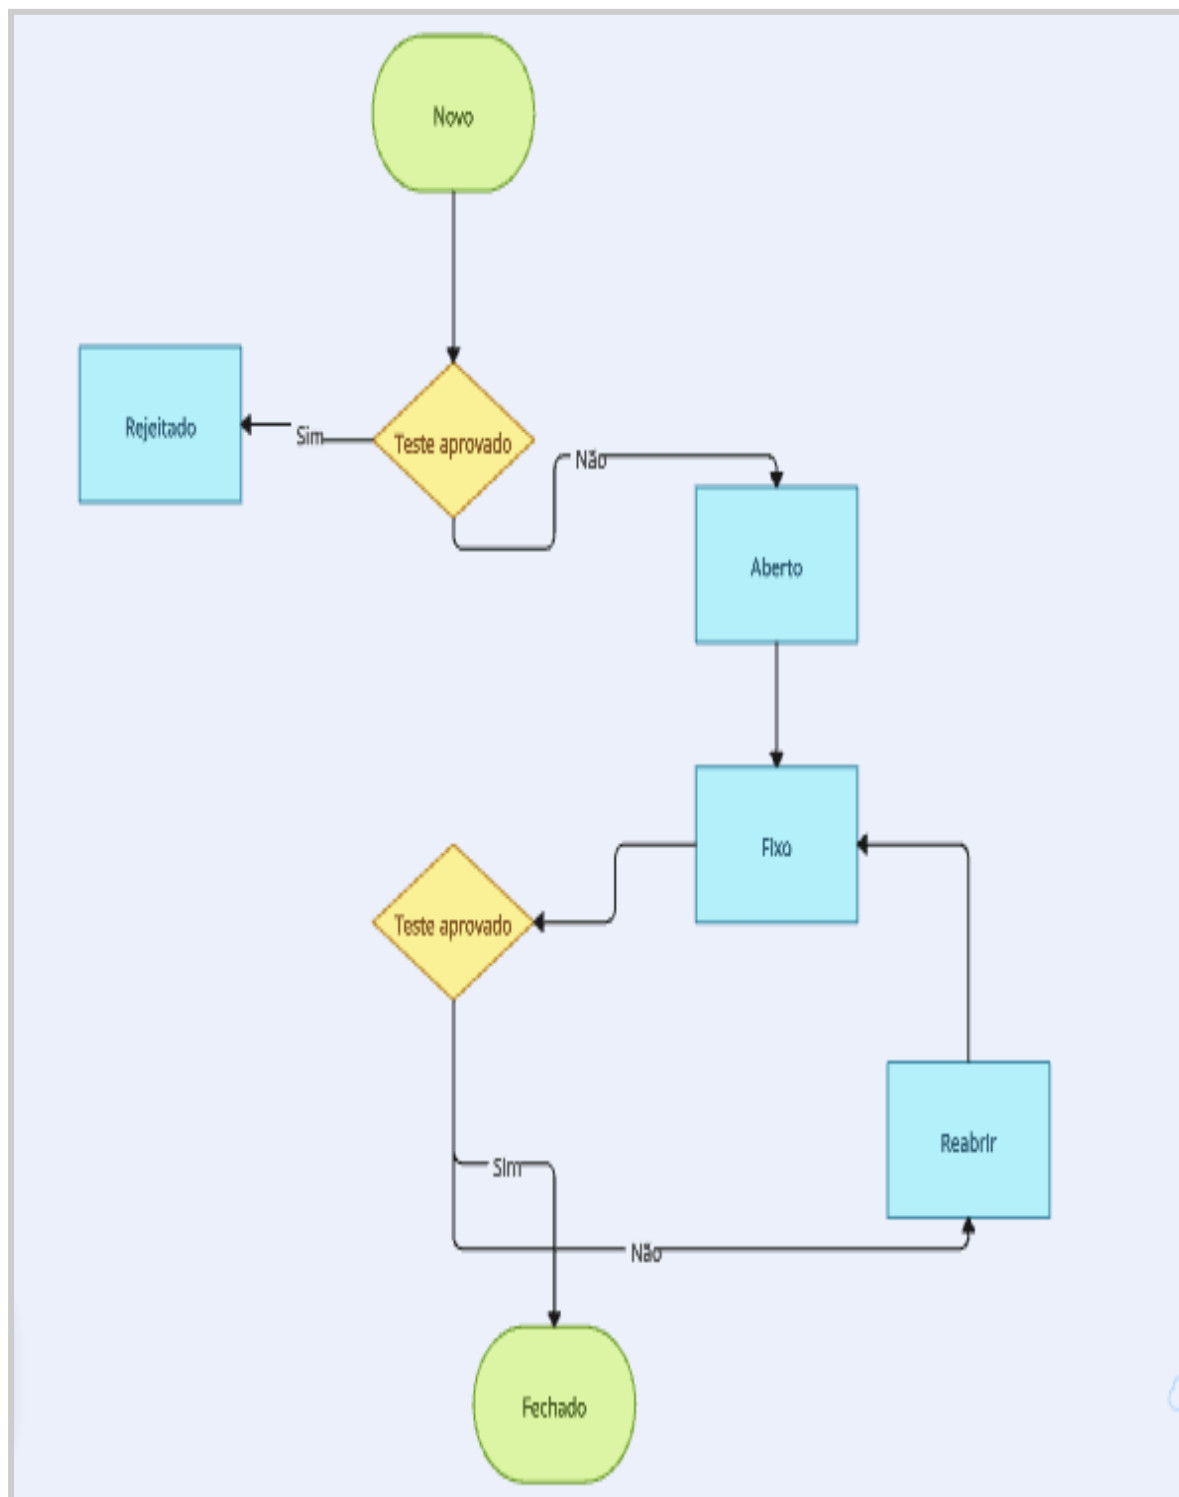 Novo
Rejeitado
Sim
Teste aprovado
Não
Aberto
Fixo
Teste aprovado
Reabrir
Sim
Não
Fechado